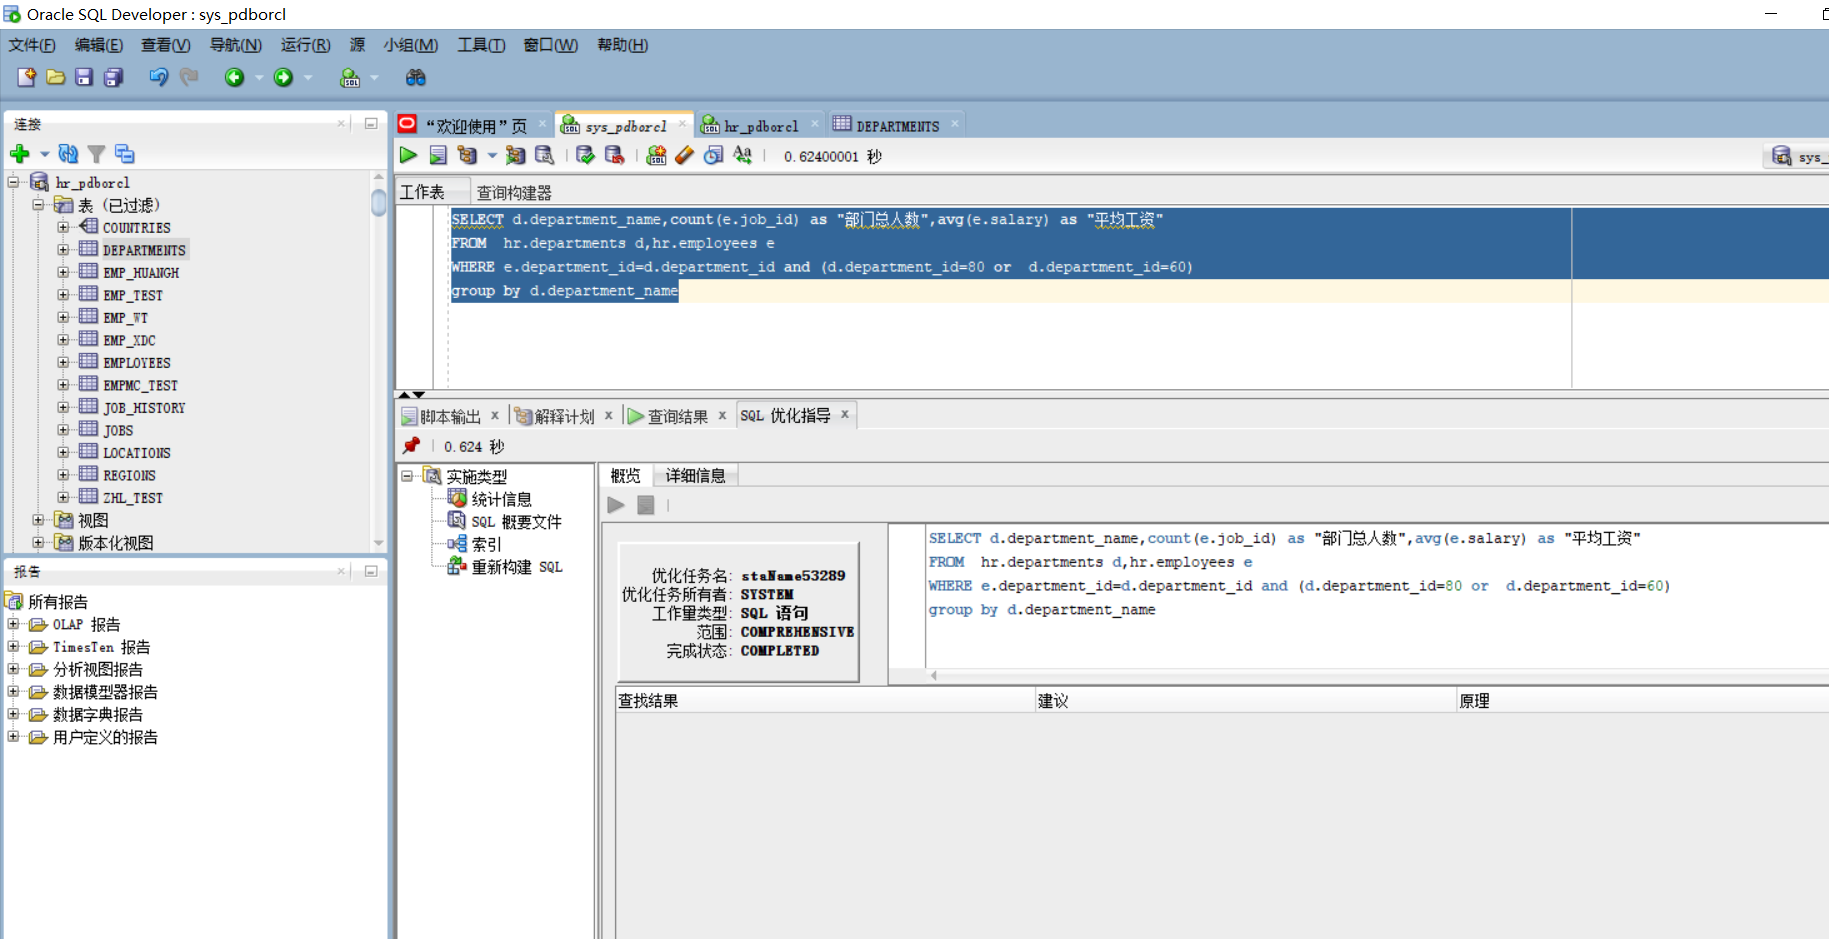 Oracle SQL Developer : sys_pdborcl
文件(F) 编辑(E) 查看(V) 导航(N) 运行(R) 源 小组(M) 工具(T) 窗口(W) 帮助(H)
连接
hr_pdborcl
表 (已过滤)
COUNTRIES
DEPARTMENTS
EMP_HUANGH
EMP_TEST
EMP_WT
EMP_XDC
EMPLOYEES
EMPMC_TEST
JOB_HISTORY
JOBS
LOCATIONS
REGIONS
ZHL_TEST
视图
版本化视图
报告
所有报告
OLAP 报告
TimesTen 报告
分析视图报告
数据模型器报告
数据字典报告
用户定义的报告
“欢迎使用”页 sys_pdborcl hr_pdborcl DEPARTMENTS
0.62400001 秒
sys_
工作表 查询构建器
SELECT d.department_name,count(e.job_id) as "部门总人数",avg(e.salary) as "平均工资"
FROM  hr.departments d,hr.employees e
WHERE e.department_id=d.department_id and (d.department_id=80 or  d.department_id=60)
group by d.department_name
脚本输出 解释计划 查询结果 SQL 优化指导
0.624 秒
实施类型
统计信息
SQL 概要文件
索引
重新构建 SQL
概览 详细信息
优化任务名: staName53289
优化任务所有者: SYSTEM
工作量类型: SQL 语句
范围: COMPREHENSIVE
完成状态: COMPLETED
SELECT d.department_name,count(e.job_id) as "部门总人数",avg(e.salary) as "平均工资"
FROM  hr.departments d,hr.employees e
WHERE e.department_id=d.department_id and (d.department_id=80 or  d.department_id=60)
group by d.department_name
查找结果 建议 原理